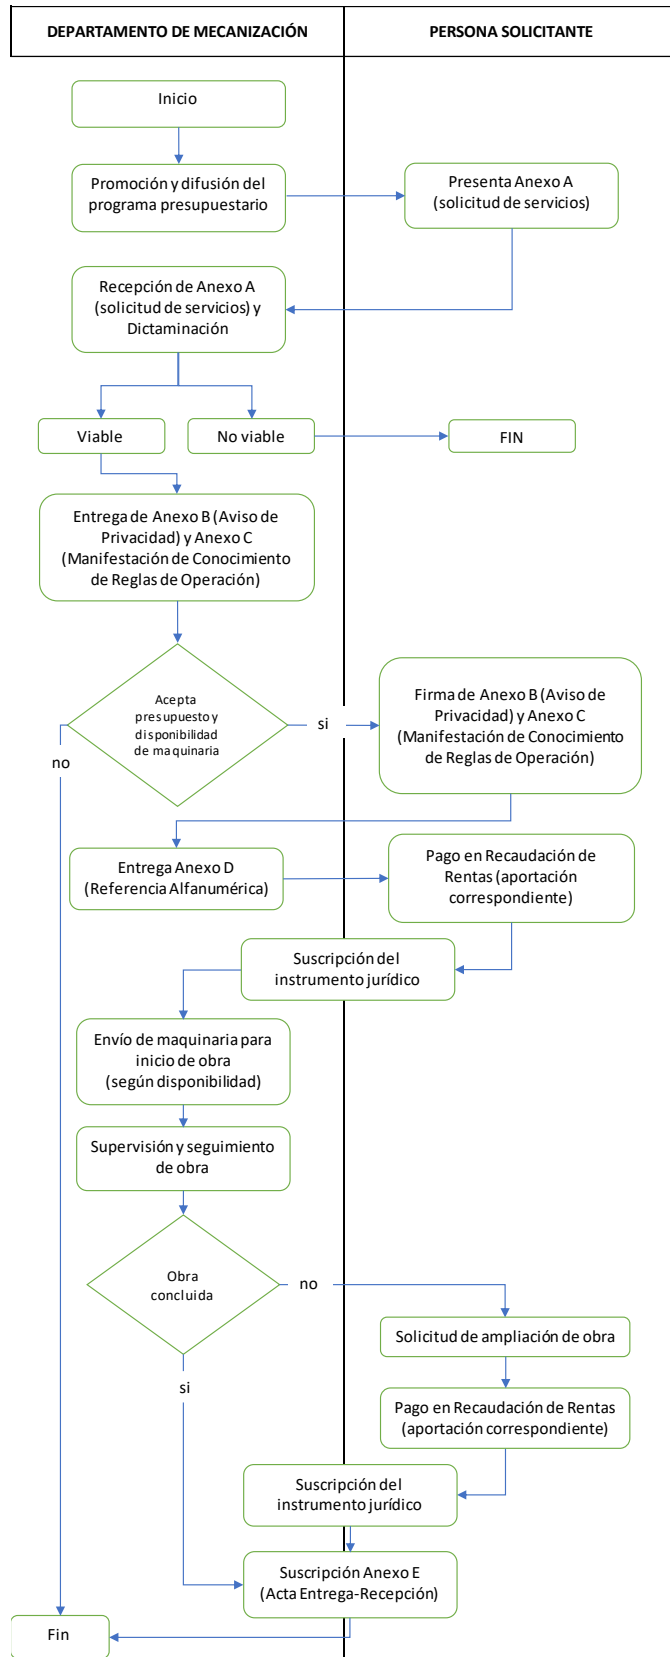 DEPARTAMENTO DE MECANIZACIÓN
PERSONA SOLICITANTE
Inicio
Promoción y difusión del
programa presupuestario
Presenta Anexo A
(solicitud de servicios)
Recepción de Anexo A
(solicitud de servicios) y
Dictaminación
Viable
No viable
FIN
Entrega de Anexo B (Aviso de
Privacidad) y Anexo C
(Manifestación de Conocimiento
de Reglas de Operación)
Acepta
presupuesto y
disponibilidad
de maquinaria
si
no
Firma de Anexo B (Aviso de
Privacidad) y Anexo C
(Manifestación de Conocimiento
de Reglas de Operación)
Entrega Anexo D
(Referencia Alfanumérica)
Pago en Recaudación de
Rentas (aportación
correspondiente)
Suscripción del
instrumento jurídico
Envío de maquinaria para
inicio de obra
(según disponibilidad)
Supervisión y seguimiento
de obra
Obra
concluida
no
si
Solicitud de ampliación de obra
Pago en Recaudación de Rentas
(aportación correspondiente)
Suscripción del
instrumento jurídico
Suscripción Anexo E
(Acta Entrega-Recepción)
Fin